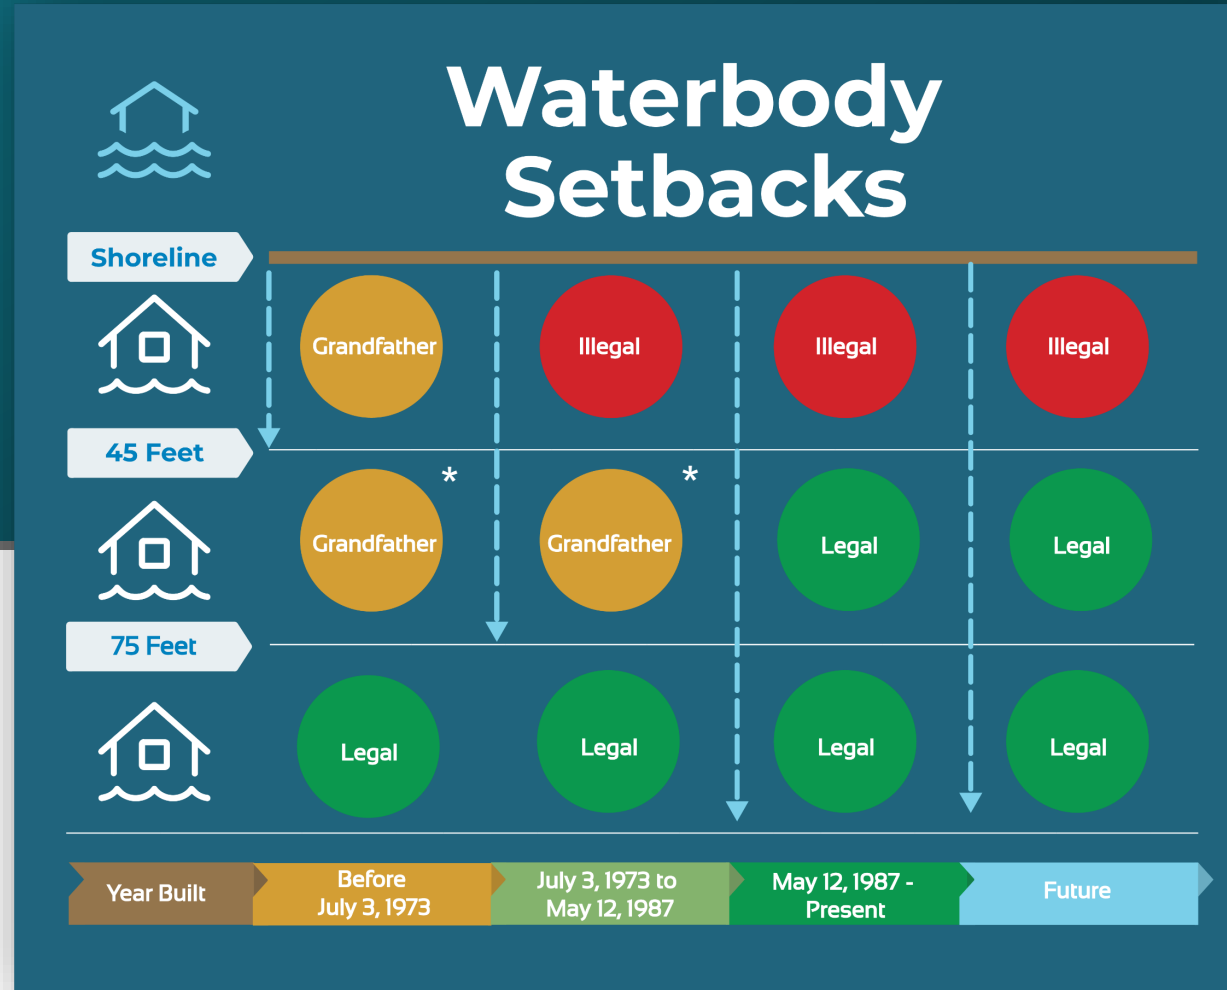 Waterbody
Setbacks
Shoreline
Grandfather
Illegal
Illegal
Illegal
45 Feet
*
*
Grandfather
Grandfather
Legal
Legal
75 Feet
Legal
Legal
Legal
Legal
Year Built
Before
July 3, 1973
July 3, 1973 to
May 12, 1987
May 12, 1987 -
Present
Future